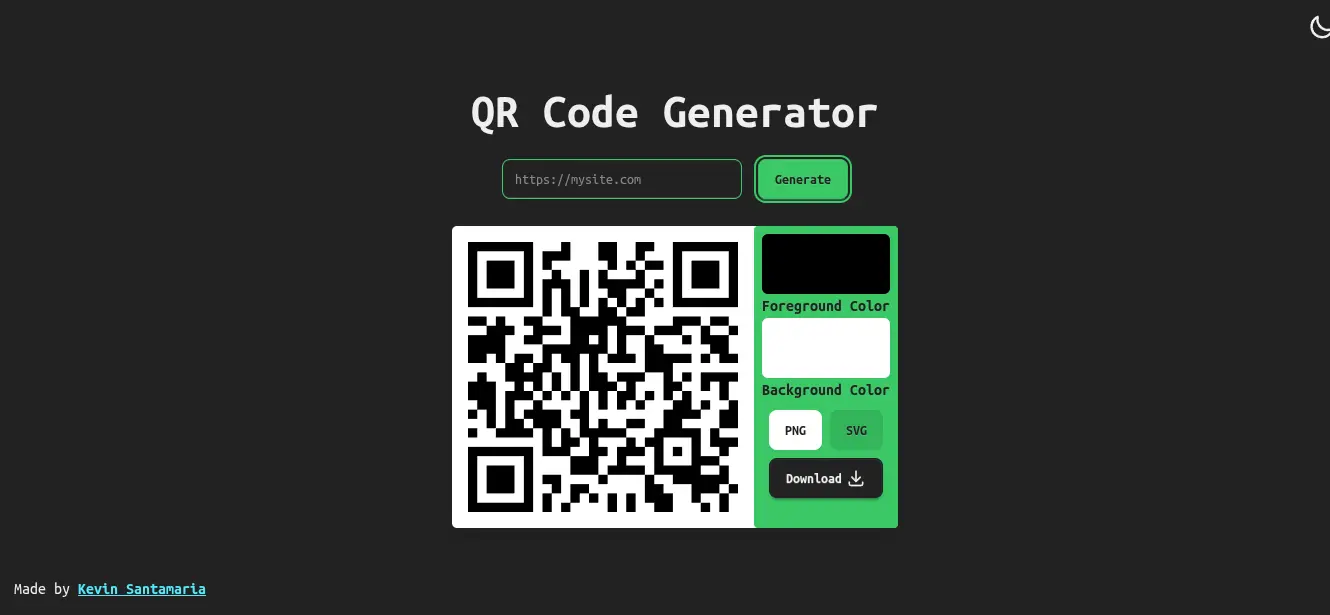 QR Code Generator
https://mysite.com
Generate
Foreground Color
Background Color
PNG SVG
Download
Made by Kevin Santamaria